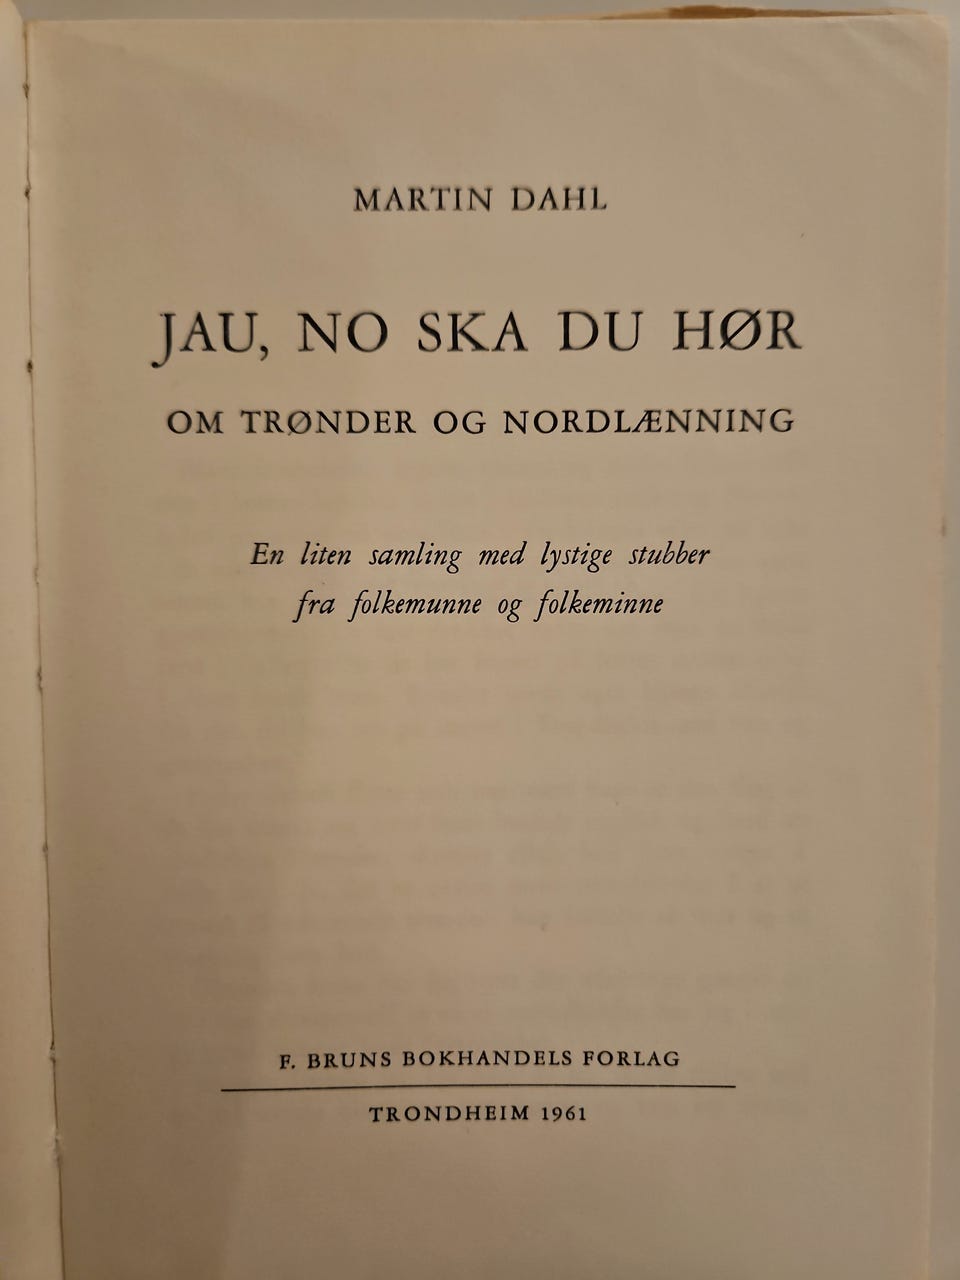 MARTIN DAHL
JAU, NO SKA DU HØR
OM TRØNDER OG NORDLÆNNING
En liten samling med lystige stubber
fra folkemunne og folkeminne
F. BRUNS BOKHANDELS FORLAG
TRONDHEIM 1961